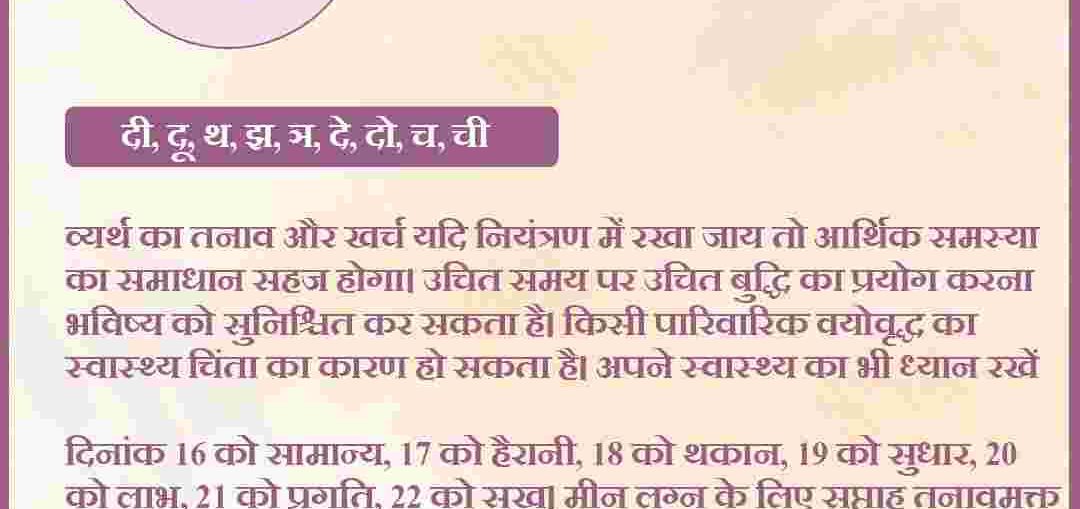 दी, दू, थ, झ, ञ, दे, दो, च, ची
व्यर्थ का तनाव और खर्च यदि नियंत्रण में रखा जाय तो आर्थिक समस्या
का समाधान सहज होगा। उचित समय पर उचित बुद्धि का प्रयोग करना
भविष्य को सुनिश्चित कर सकता है। किसी पारिवारिक वयोवृद्ध का
स्वास्थ्य चिंता का कारण हो सकता है। अपने स्वास्थ्य का भी ध्यान रखें
दिनांक 16 को सामान्य, 17 को हैरानी, 18 को थकान, 19 को सुधार, 20
को लाभ, 21 को प्रगति, 22 को सुख। मीन लग्न के लिए सप्ताह तनावमुक्त